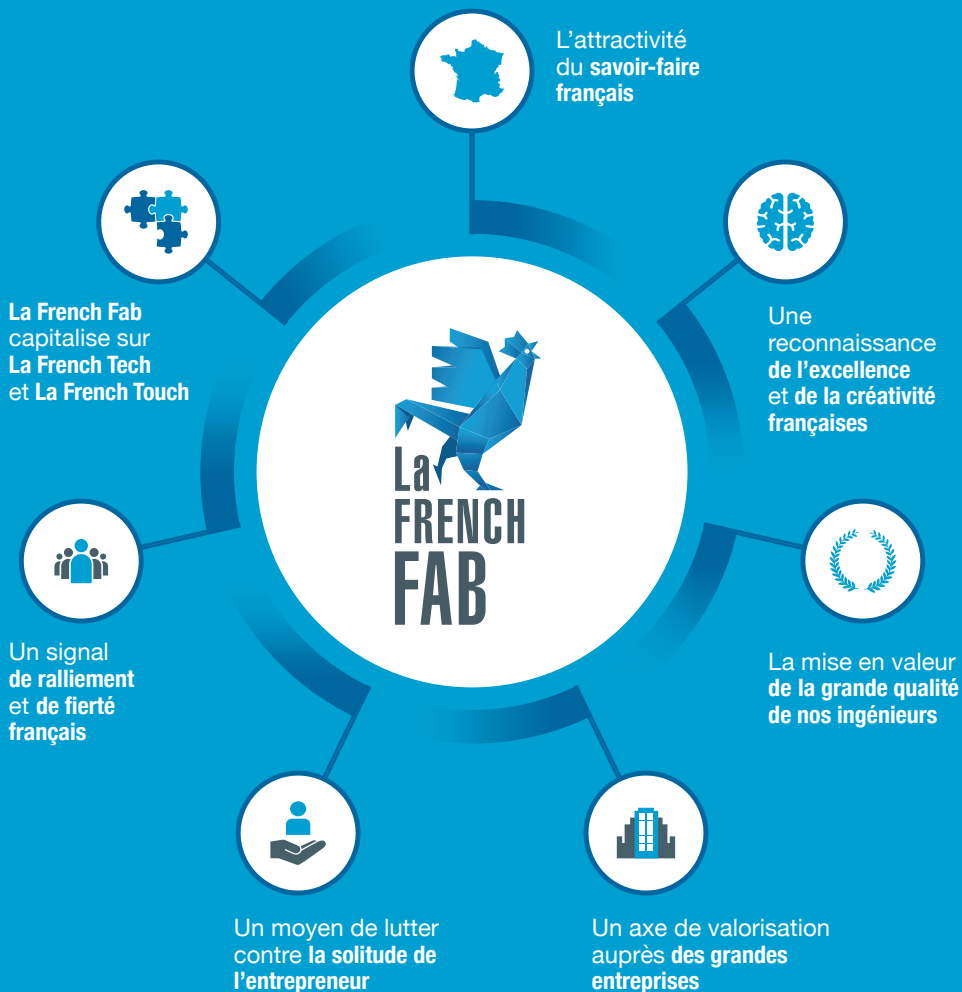 L'attractivité
du savoir-faire
français
Une
reconnaissance
de l'excellence
et de la créativité
françaises
La mise en valeur
de la grande qualité
de nos ingénieurs
Un axe de valorisation
auprès des grandes
entreprises
Un moyen de lutter
contre la solitude de
l'entrepreneur
Un signal
de ralliement
et de fierté
français
La French Fab
capitalise sur
La French Tech
et La French Touch
La
FRENCH
FAB